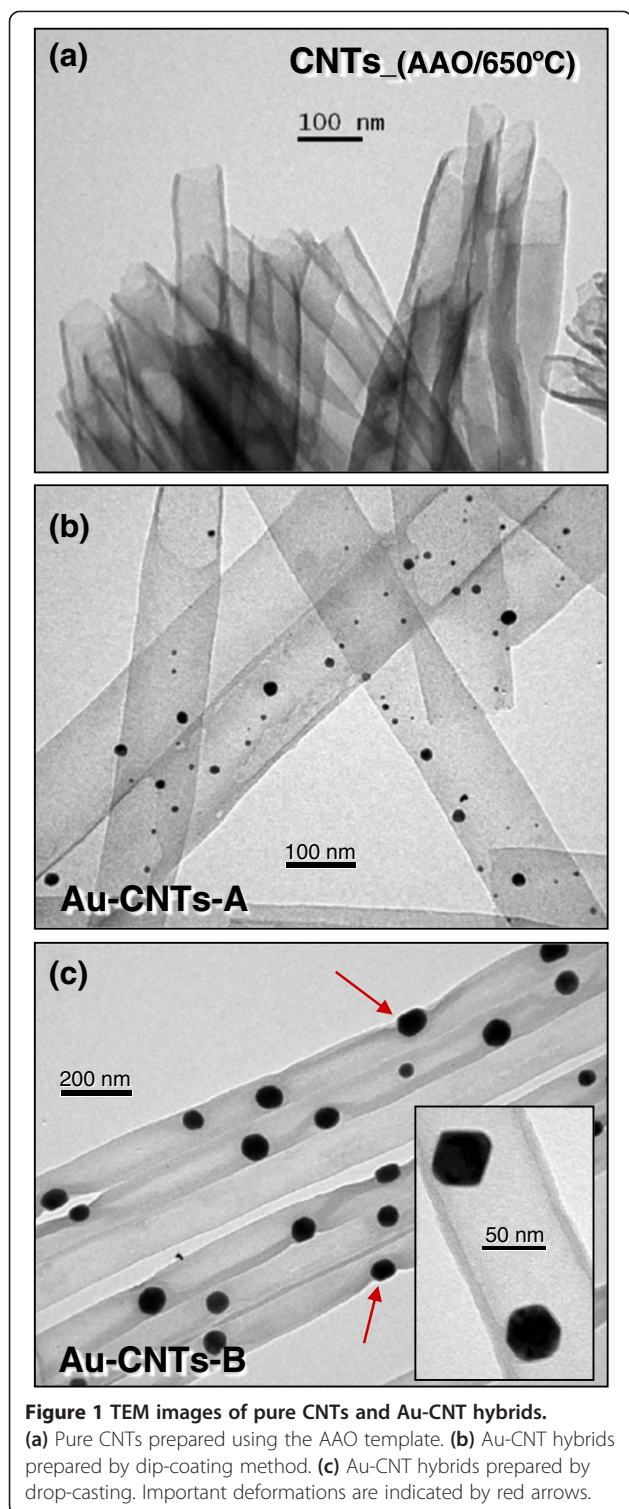 (a)
CNTs_(AAO/650ºC)
100 nm
(b)
100 nm
Au-CNTs-A
(c)
200 nm
50 nm
Au-CNTs-B
Figure 1 TEM images of pure CNTs and Au-CNT hybrids.
(a) Pure CNTs prepared using the AAO template. (b) Au-CNT hybrids
prepared by dip-coating method. (c) Au-CNT hybrids prepared by
drop-casting. Important deformations are indicated by red arrows.